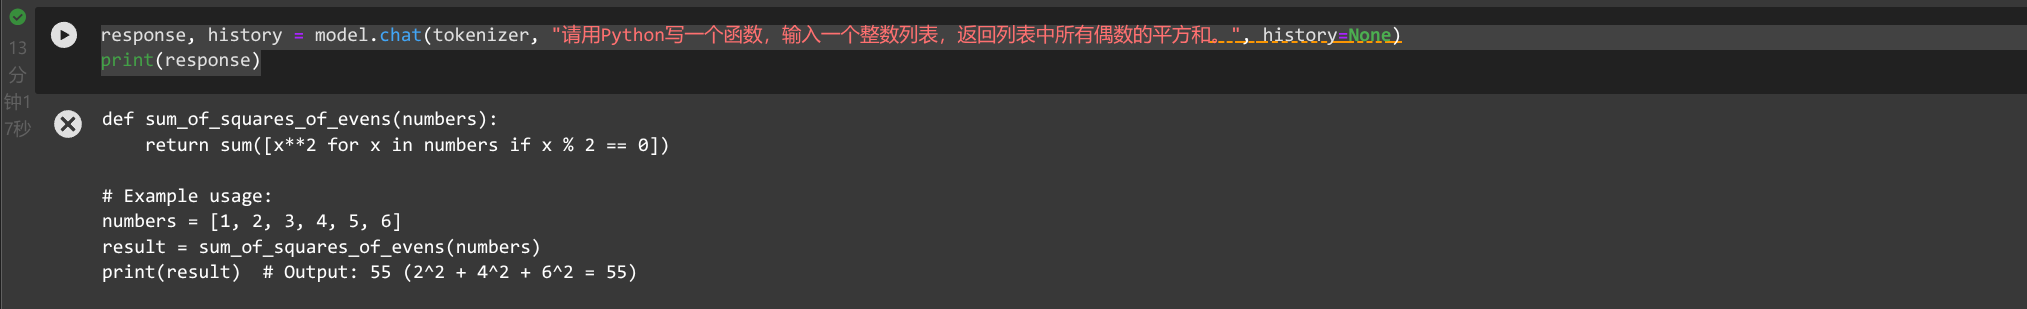 response, history = model.chat(tokenizer, "请用Python写一个函数，输入一个整数列表，返回列表中所有偶数的平方和。", history=None)
print(response)
13
分
钟1
7秒
def sum_of_squares_of_evens(numbers):
    return sum([x**2 for x in numbers if x % 2 == 0])
# Example usage:
numbers = [1, 2, 3, 4, 5, 6]
result = sum_of_squares_of_evens(numbers)
print(result)  # Output: 55 (2^2 + 4^2 + 6^2 = 55)